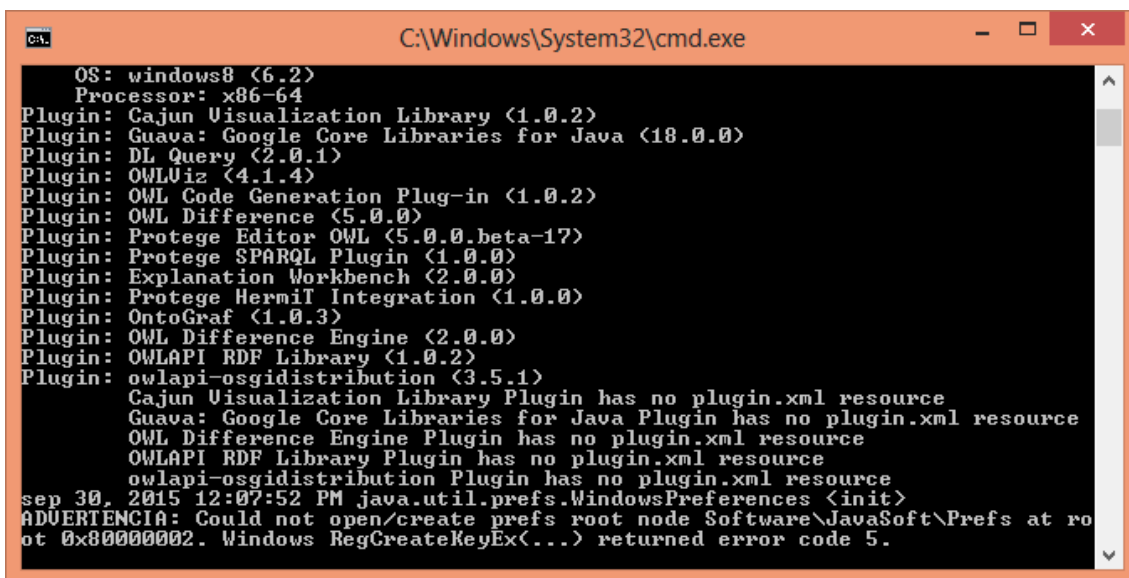 C:\Windows\System32\cmd.exe
OS: windows8 (6.2)
Processor: x86-64
Plugin: Cajun Visualization Library (1.0.2)
Plugin: Guava: Google Core Libraries for Java (18.0.0)
Plugin: DL Query (2.0.1)
Plugin: OWLViz (4.1.4)
Plugin: OWL Code Generation Plug-in (1.0.2)
Plugin: OWL Difference (5.0.0)
Plugin: Protege Editor OWL (5.0.0.beta-17)
Plugin: Protege SPARQL Plugin (1.0.0)
Plugin: Explanation Workbench (2.0.0)
Plugin: Protege HermiT Integration (1.0.0)
Plugin: OntoGraf (1.0.3)
Plugin: OWL Difference Engine (2.0.0)
Plugin: OWLAPI RDF Library (1.0.2)
Plugin: owlapi-osgidistribution (3.5.1)
Cajun Visualization Library Plugin has no plugin.xml resource
Guava: Google Core Libraries for Java Plugin has no plugin.xml resource
OWL Difference Engine Plugin has no plugin.xml resource
OWLAPI RDF Library Plugin has no plugin.xml resource
owlapi-osgidistribution Plugin has no plugin.xml resource
sep 30, 2015 12:07:52 PM java.util.prefs.WindowsPreferences <init>
ADVERTENCIA: Could not open/create prefs root node Software\JavaSoft\Prefs at ro
ot 0x80000002. Windows RegCreateKeyEx(...) returned error code 5.